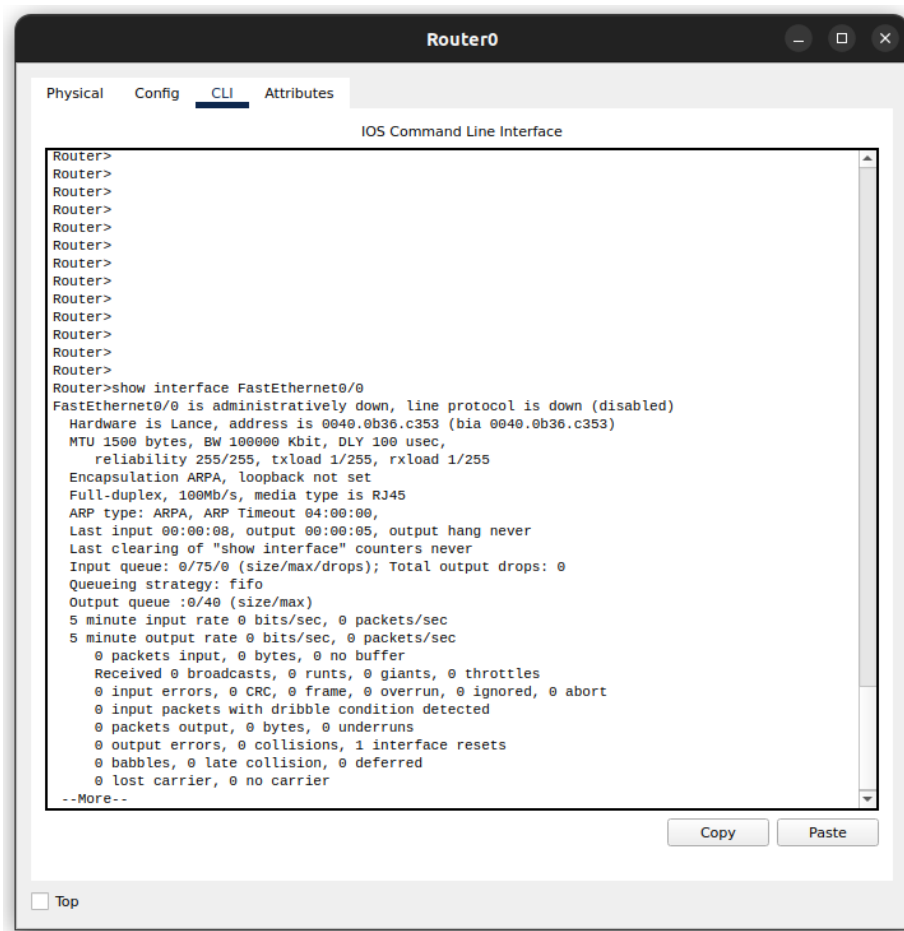 Router0
Physical Config CLI Attributes
IOS Command Line Interface
Router>
Router>
Router>
Router>
Router>
Router>
Router>
Router>
Router>
Router>
Router>
Router>
Router>
Router>show interface FastEthernet0/0
FastEthernet0/0 is administratively down, line protocol is down (disabled)
Hardware is Lance, address is 0040.0b36.c353 (bia 0040.0b36.c353)
MTU 1500 bytes, BW 100000 Kbit, DLY 100 usec,
reliability 255/255, txload 1/255, rxload 1/255
Encapsulation ARPA, loopback not set
Full-duplex, 100Mb/s, media type is RJ45
ARP type: ARPA, ARP Timeout 04:00:00,
Last input 00:00:08, output 00:00:05, output hang never
Last clearing of "show interface" counters never
Input queue: 0/75/0 (size/max/drops); Total output drops: 0
Queueing strategy: fifo
Output queue :0/40 (size/max)
5 minute input rate 0 bits/sec, 0 packets/sec
5 minute output rate 0 bits/sec, 0 packets/sec
0 packets input, 0 bytes, 0 no buffer
Received 0 broadcasts, 0 runts, 0 giants, 0 throttles
0 input errors, 0 CRC, 0 frame, 0 overrun, 0 ignored, 0 abort
0 input packets with dribble condition detected
0 packets output, 0 bytes, 0 underruns
0 output errors, 0 collisions, 1 interface resets
0 babbles, 0 late collision, 0 deferred
0 lost carrier, 0 no carrier
--More--
Copy Paste
Top